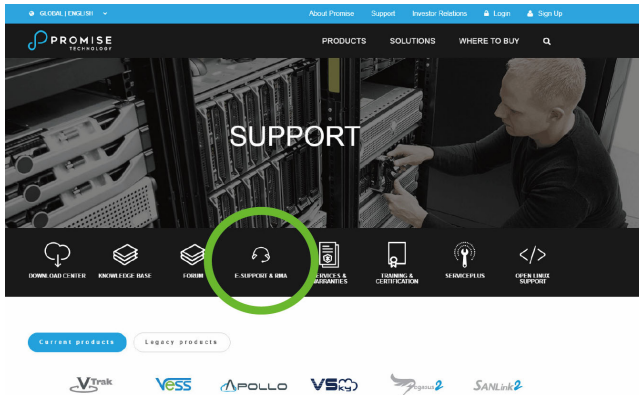 GLOBAL | ENGLISH About Promise Support Investor Relations Login Sign Up
PROMISE
TECHNOLOGY
PRODUCTS SOLUTIONS WHERE TO BUY
SUPPORT
DOWNLOAD CENTER KNOWLEDGE BASE FORUM E-SUPPORT & RMA SERVICES & TRAINING & SERVICEPLUS OPEN LINUX
WARRANTIES CERTIFICATION SUPPORT
Current products Legacy products
VTrak Vess APOLLO VSky Pegasus2 SANLink2